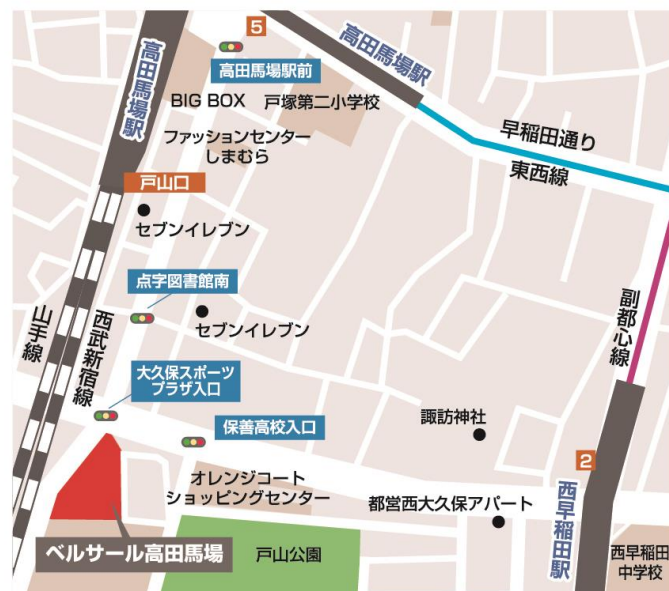 5
高田馬場駅
高田馬場駅
高田馬場駅前
BIG BOX
戸塚第二小学校
ファッションセンター
しまむら
早稲田通り
東西線
戸山口
セブンイレブン
点字図書館南
セブンイレブン
山手線
西武新宿線
副都心線
大久保スポーツ
プラザ入口
保善高校入口
諏訪神社
2
西早稲田駅
オレンジコート
ショッピングセンター
都営西大久保アパート
ベルサール高田馬場
戸山公園
西早稲田
中学校